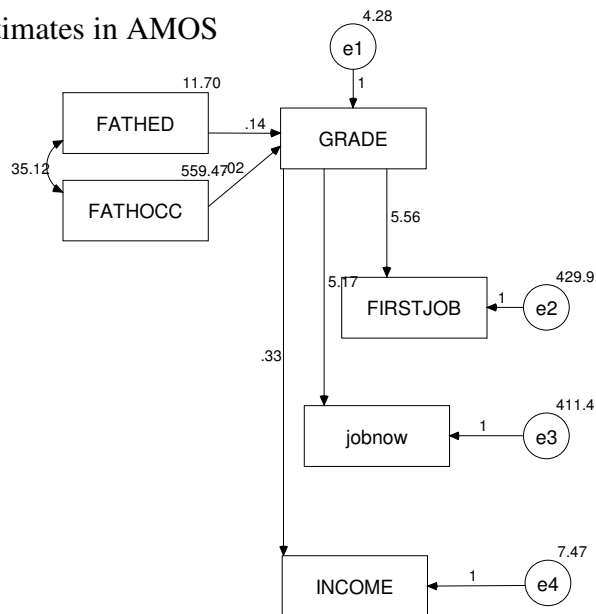 timates in AMOS
4.28
e1
1
11.70
FATHED
.14
GRADE
35.12
559.47
.02
FATHOCC
5.56
5.17
429.9
FIRSTJOB
1
e2
.33
411.4
jobnow
1
e3
7.47
INCOME
1
e4